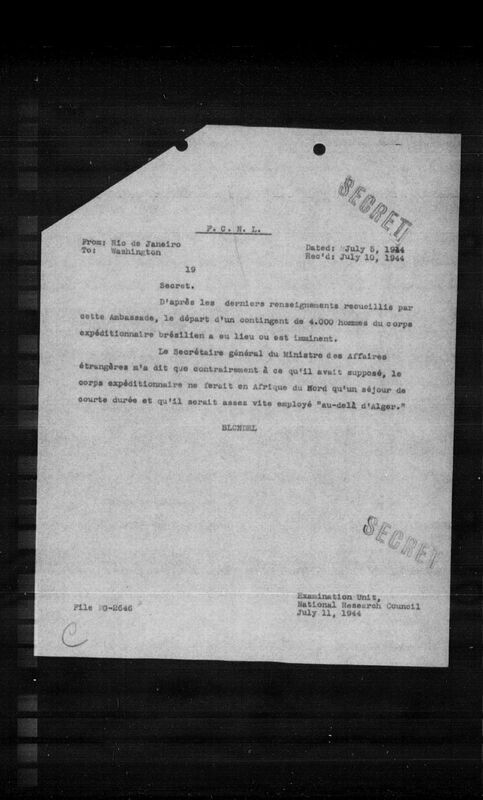 SECRET
F. C. N. L.
From: Rio de Janeiro
To: Washington
Dated: July 5, 1944
Rec'd: July 10, 1944
19
Secret.
D'après les derniers renseignements recueillis par
cette Ambassade, le départ d'un contingent de 4.000 hommes du corps
expéditionnaire brésilien a eu lieu ou est imminent.
Le Secrétaire général du Ministre des Affaires
étrangères m'a dit que contrairement à ce qu'il avait supposé, le
corps expéditionnaire ne ferait en Afrique du Nord qu'un séjour de
courte durée et qu'il serait assez vite employé "au-delà d'Alger."
BLONDEL
SECRET
Examination Unit,
National Research Council
July 11, 1944
File 2646
C